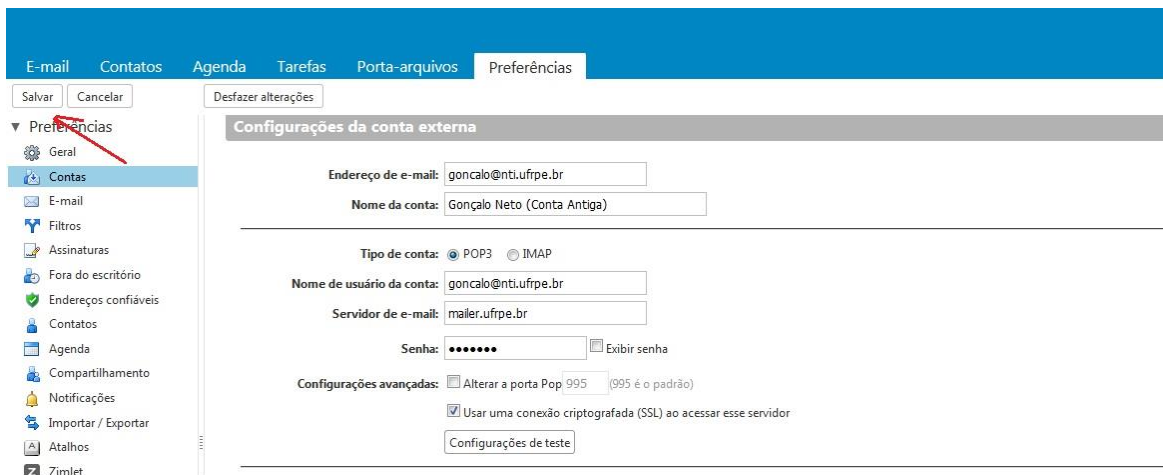 E-mail Contatos Agenda Tarefas Porta-arquivos Preferências
Salvar Cancelar Desfazer alterações
Preferências
Geral
Contas
E-mail
Filtros
Assinaturas
Fora do escritório
Endereços confiáveis
Contatos
Agenda
Compartilhamento
Notificações
Importar / Exportar
Atalhos
Zimlet
Configurações da conta externa
Endereço de e-mail: goncalo@nti.ufrpe.br
Nome da conta: Gonçalo Neto (Conta Antiga)
Tipo de conta: POP3 IMAP
Nome de usuário da conta: goncalo@nti.ufrpe.br
Servidor de e-mail: mailer.ufrpe.br
Senha: ••••••• Exibir senha
Configurações avançadas: Alterar a porta Pop 995 (995 é o padrão)
Usar uma conexão criptografada (SSL) ao acessar esse servidor
Configurações de teste